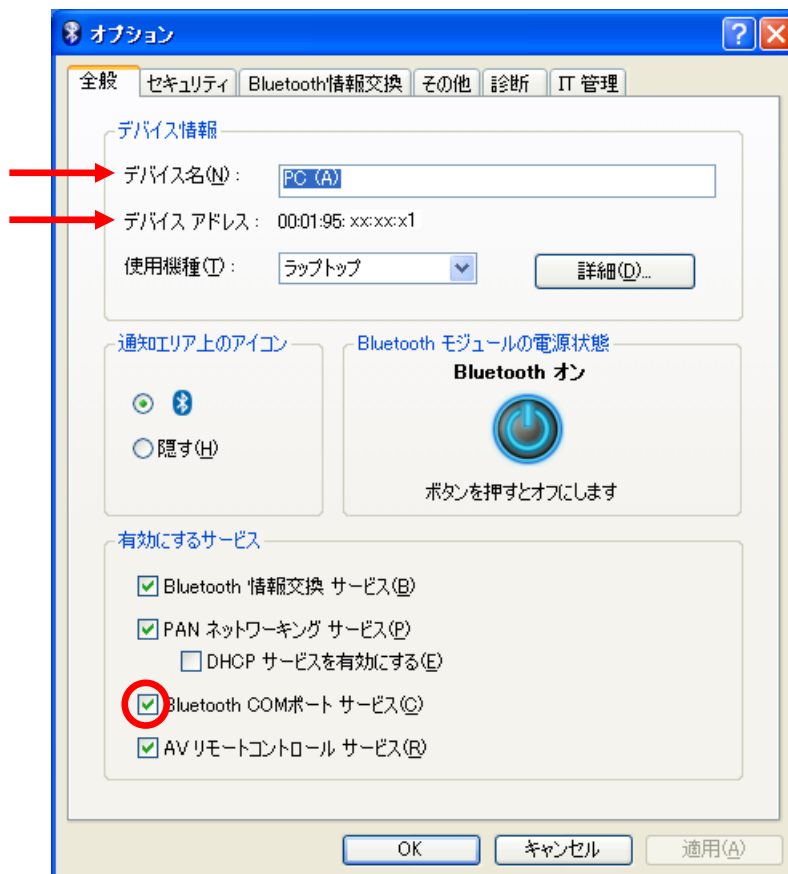 オプション
全般 セキュリティ Bluetooth情報交換 その他 診断 IT 管理
デバイス情報
デバイス名(N) : PC (A)
デバイス アドレス : 00:01:95: xx:xx:x1
使用機種(T) : ラップトップ 詳細(D)...
通知エリア上のアイコン
隠す(H)
Bluetooth モジュールの電源状態
Bluetooth オン
ボタンを押すとオフにします
有効にするサービス
Bluetooth 情報交換 サービス(B)
PAN ネットワーキング サービス(P)
DHCP サービスを有効にする(E)
Bluetooth COMポート サービス(C)
AV リモートコントロール サービス(R)
OK キャンセル 適用(A)